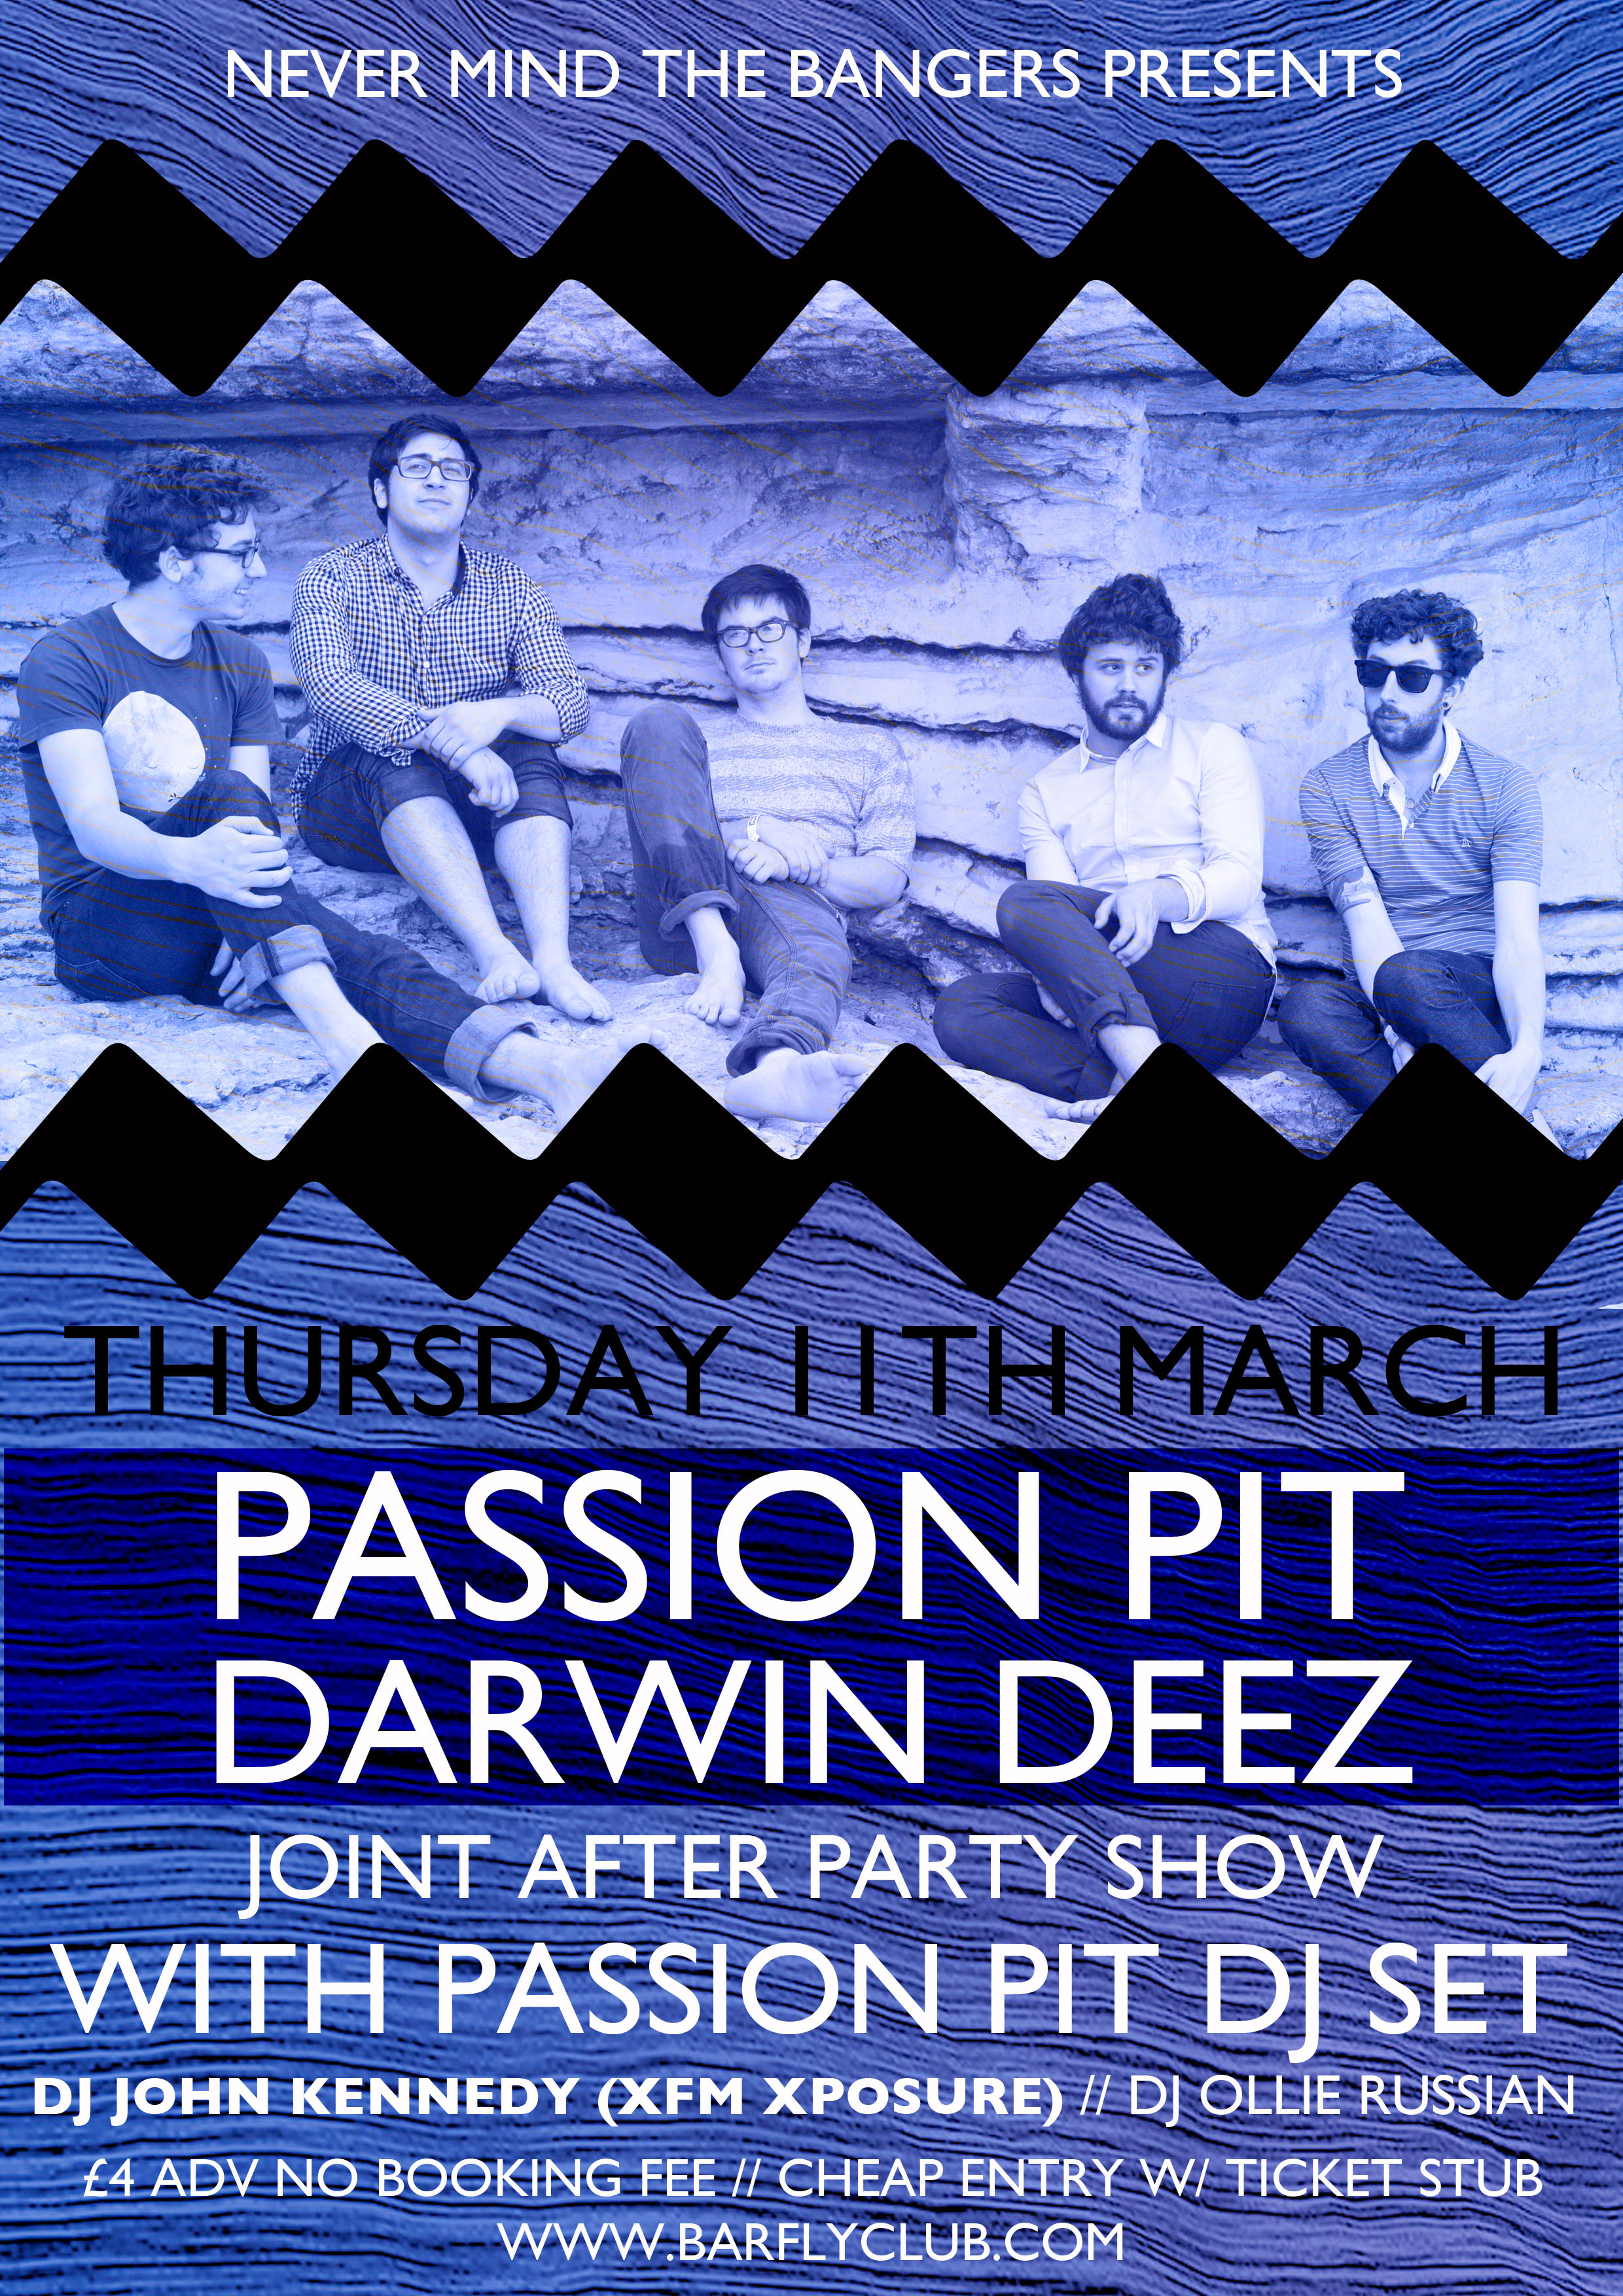 NEVER MIND THE BANGERS PRESENTS
THURSDAY 11TH MARCH
PASSION PIT
DARWIN DEEZ
JOINT AFTER PARTY SHOW
WITH PASSION PIT DJ SET
DJ JOHN KENNEDY (XFM XPOSURE) // DJ OLLIE RUSSIAN
£4 ADV NO BOOKING FEE // CHEAP ENTRY W/ TICKET STUB
WWW.BARFLYCLUB.COM